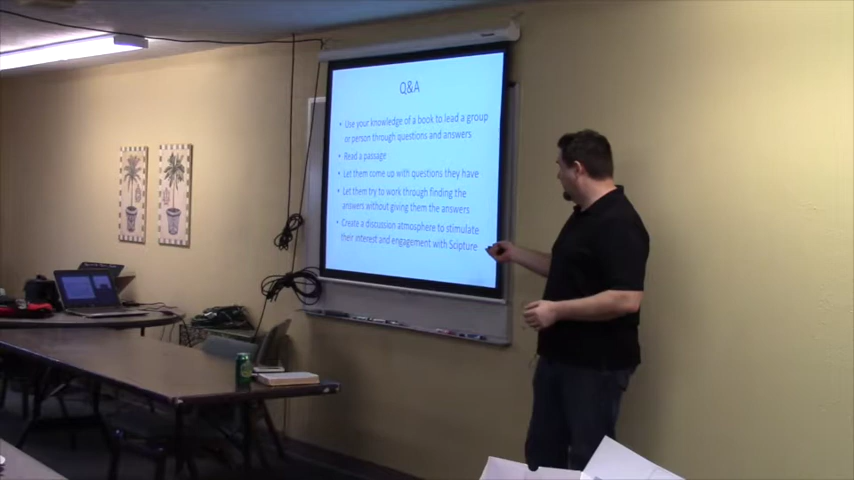 Q&A
• Use your knowledge of a book to lead a group
or person through questions and answers.
• Read a passage
• Let them come up with questions they have
• Let them try to work through finding the
answers without giving them the answers.
• Create a discussion atmosphere to stimulate
their interest and engagement with Scipture